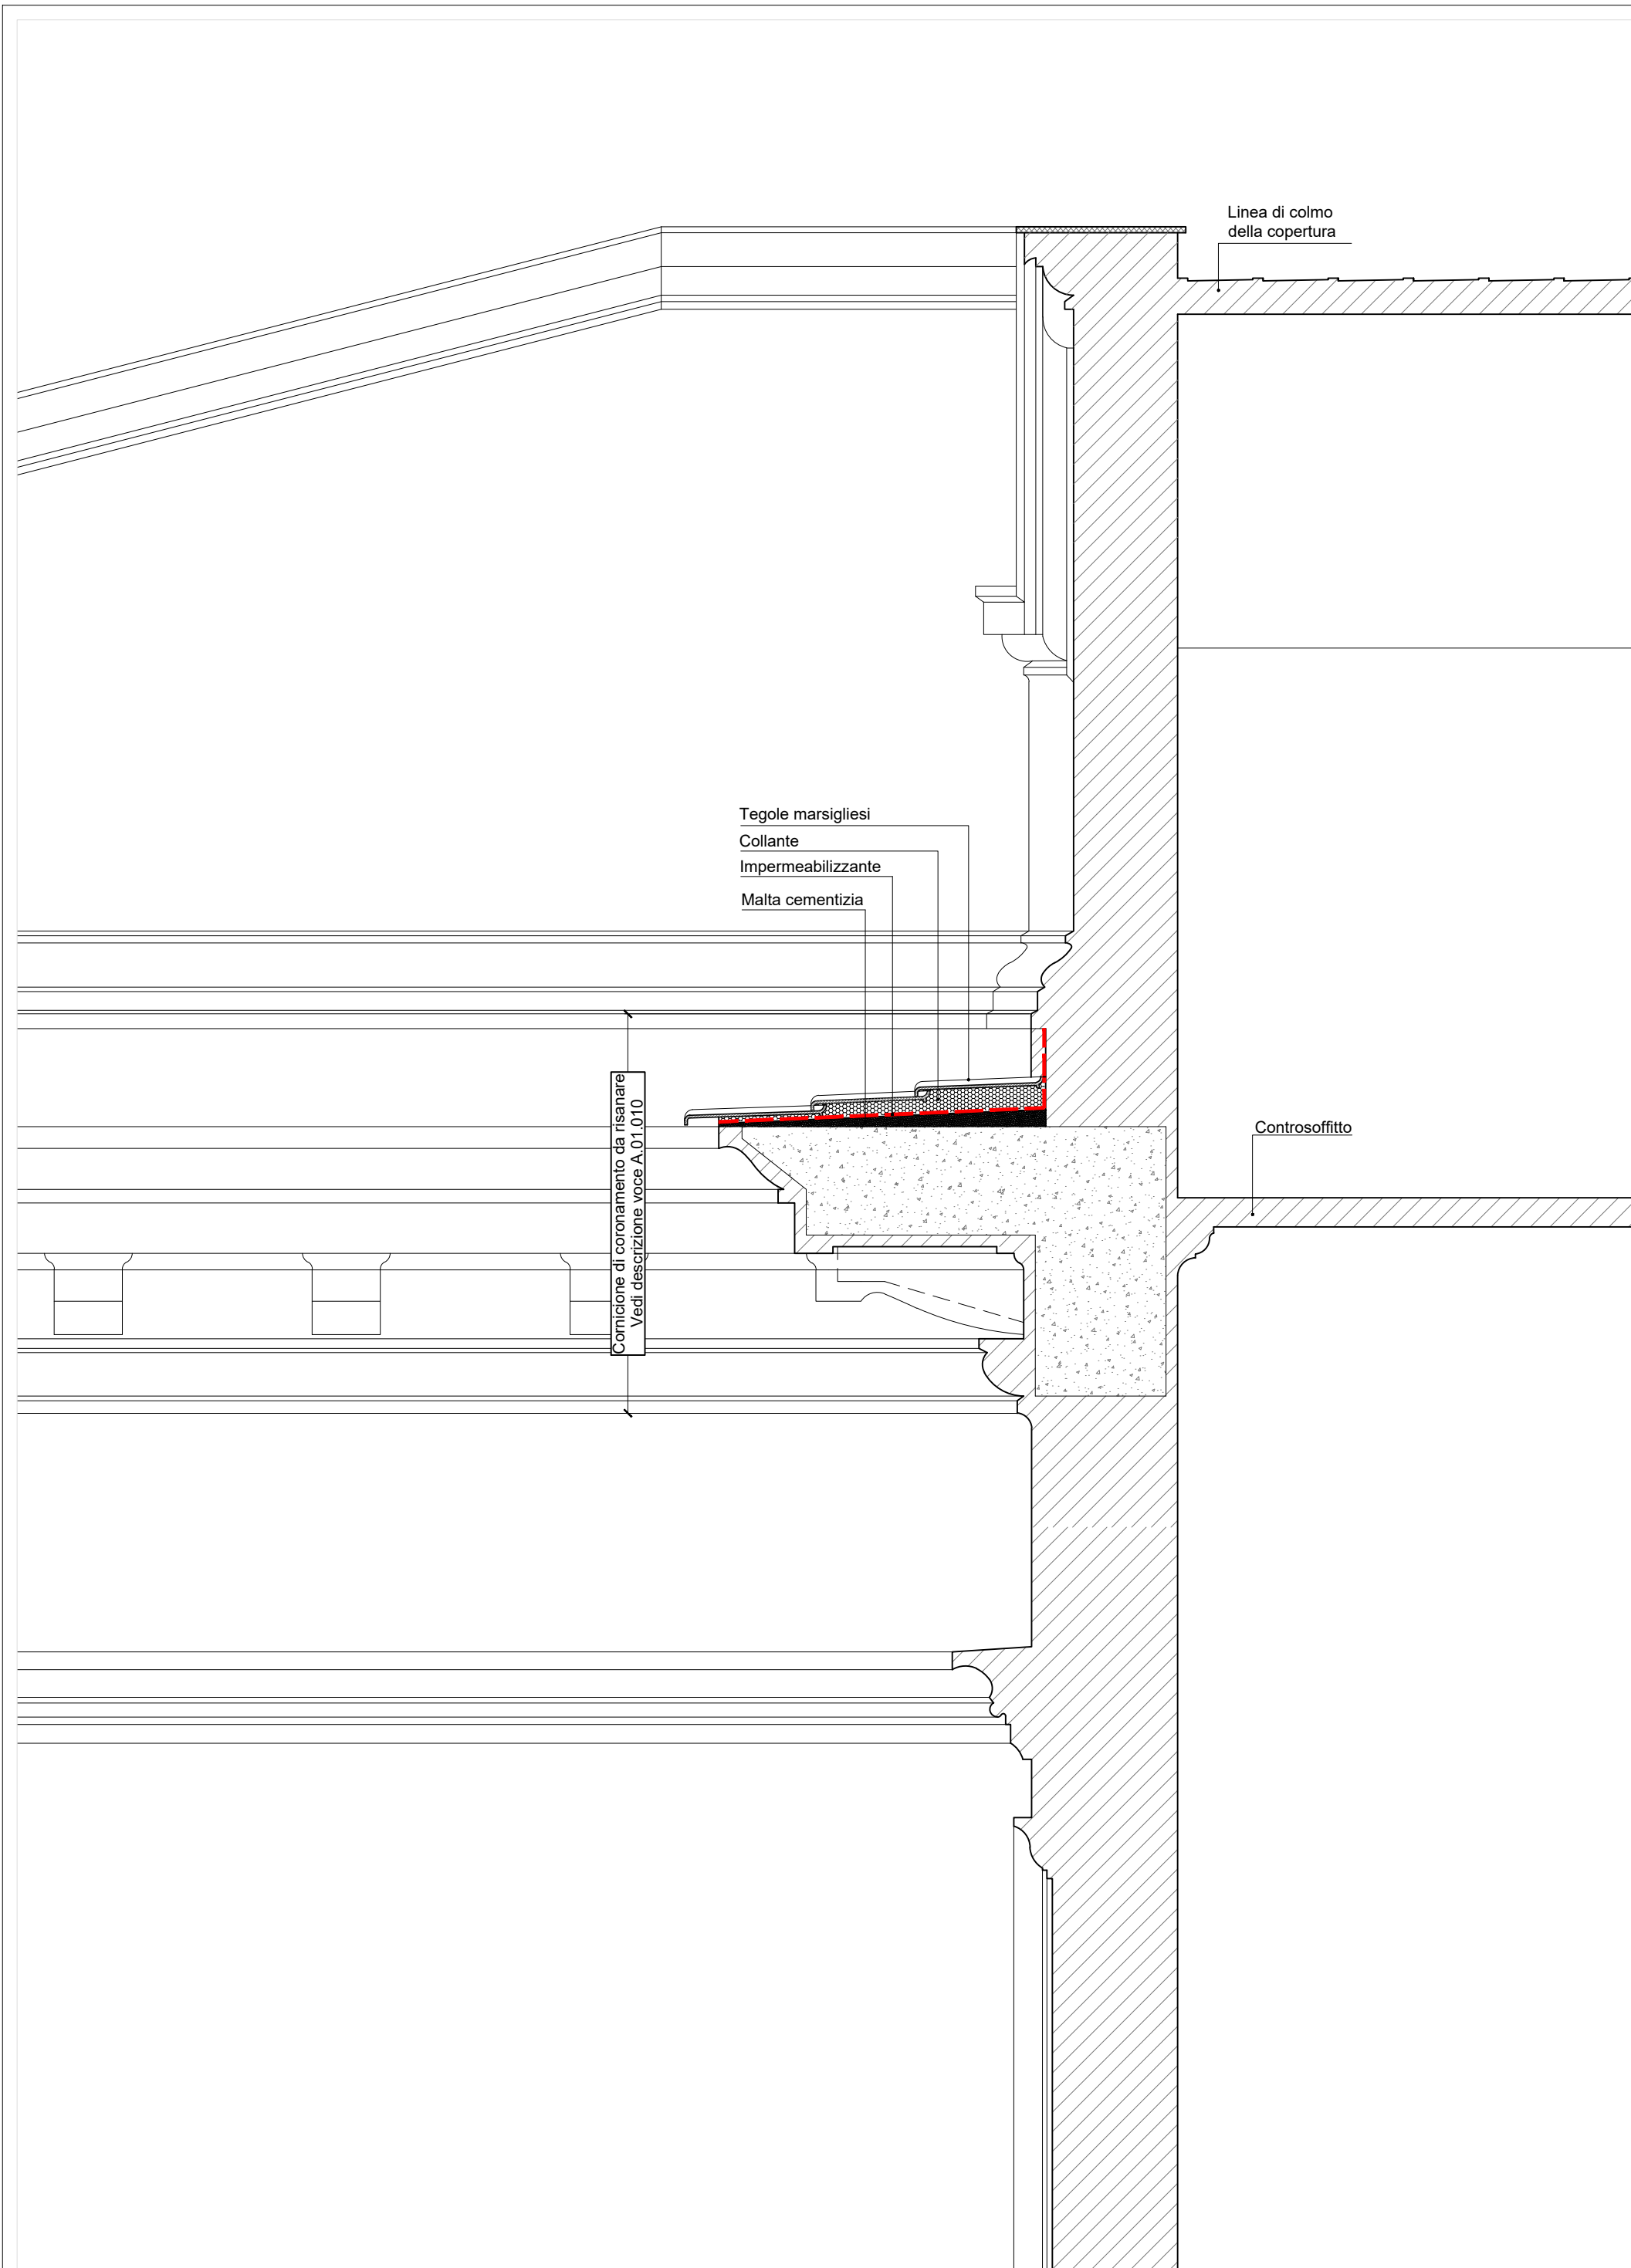 Linea di colmo
della copertura
Tegole marsigliesi
Collante
Impermeabilizzante
Malta cementizia
Cornicione di coronamento da risanare
Vedi descrizione voce A.01.010
Controsoffitto